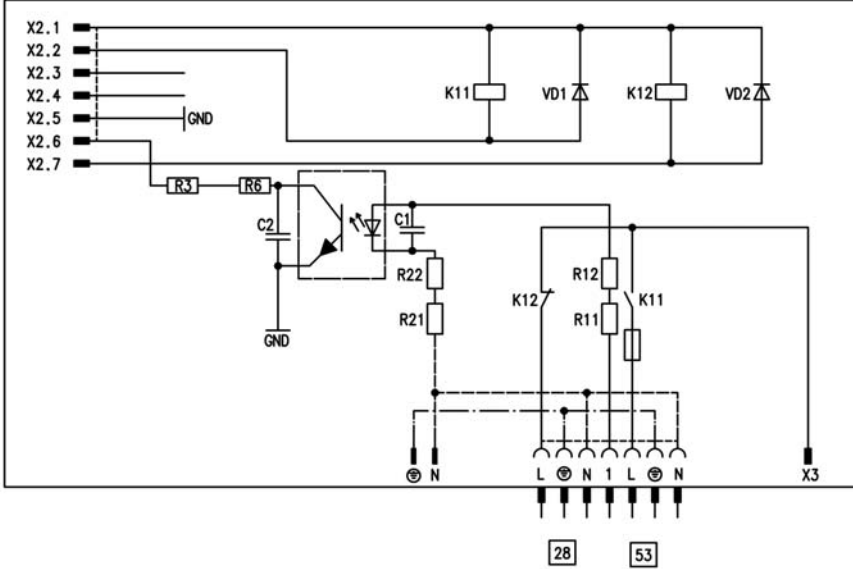 X2.1
X2.2
X2.3
X2.4
X2.5 GND
X2.6
X2.7
K11 VD1 K12 VD2
R3 R6
C2 C1
R22 R12
K12 K11
R21 R11
GND
N L N 1 L N X3
28 53